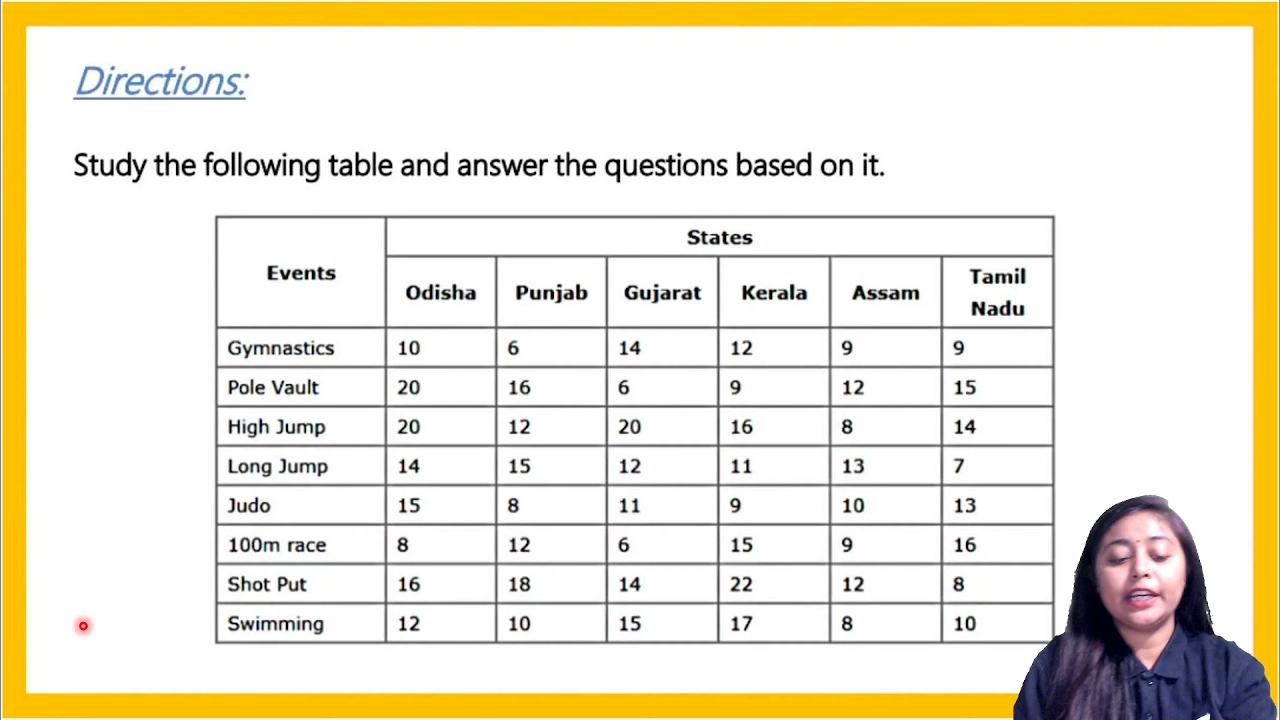 Directions:
Study the following table and answer the questions based on it.
Events States
Odisha Punjab Gujarat Kerala Assam Tamil Nadu
Gymnastics 10 6 14 12 9 9
Pole Vault 20 16 6 9 12 15
High Jump 20 12 20 16 8 14
Long Jump 14 15 12 11 13 7
Judo 15 8 11 9 10 13
100m race 8 12 6 15 9 16
Shot Put 16 18 14 22 12 8
Swimming 12 10 15 17 8 10